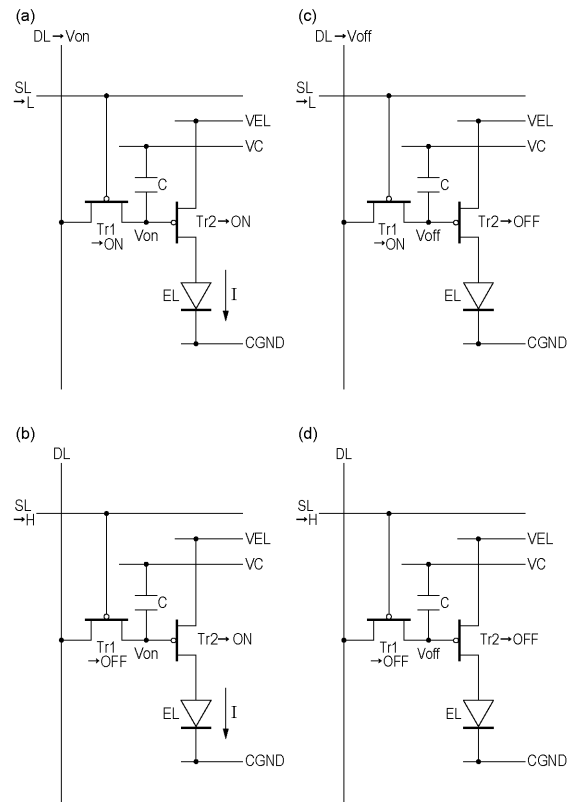 (a)
DL→Von
SL
→L
VEL
VC
C
Tr1
→ON
Von
Tr2→ON
EL
I
CGND
(c)
DL→Voff
SL
→L
VEL
VC
C
Tr1
→ON
Voff
Tr2→OFF
EL
CGND
(b)
DL
SL
→H
VEL
VC
C
Tr1
→OFF
Von
Tr2→ON
EL
I
CGND
(d)
DL
SL
→H
VEL
VC
C
Tr1
→OFF
Voff
Tr2→OFF
EL
CGND